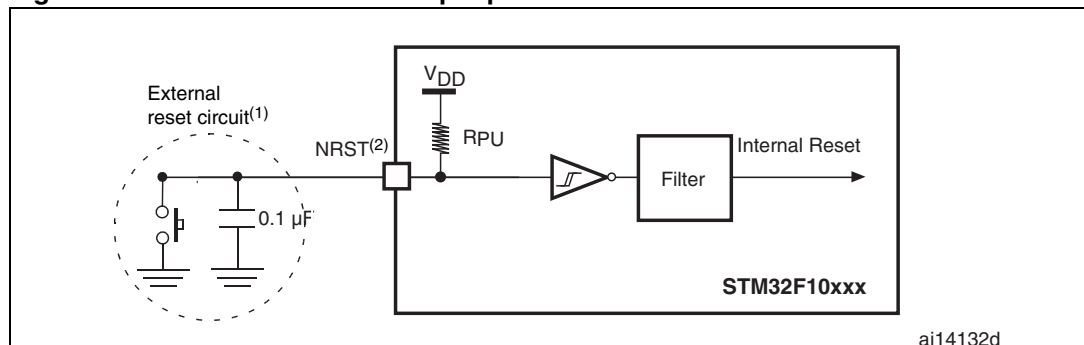 VDD
External
reset circuit(1)
NRST(2)
RPU
Internal Reset
Filter
0.1 µF
STM32F10xxx
ai14132d